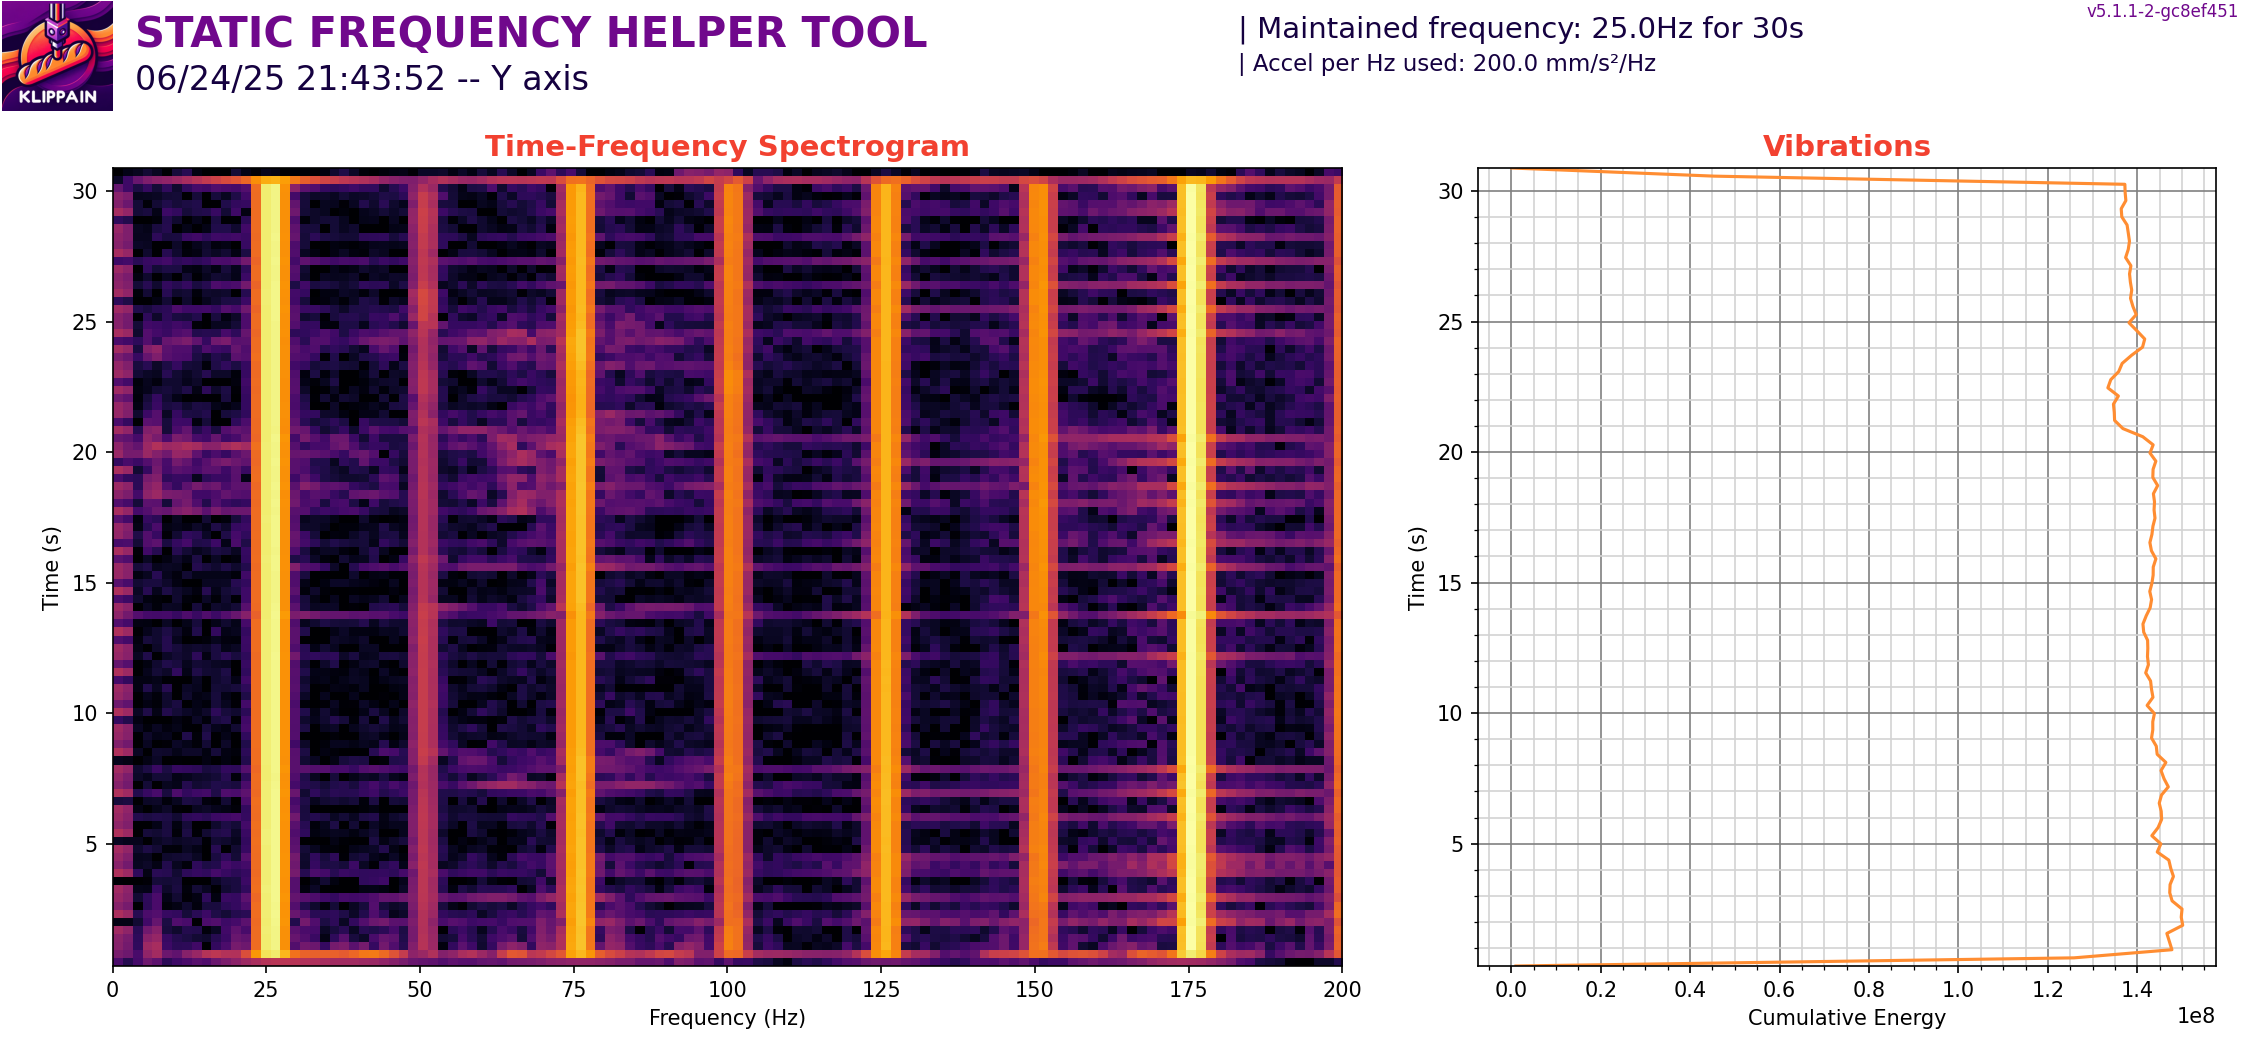 KLIPPAIN
STATIC FREQUENCY HELPER TOOL
06/24/25 21:43:52 -- Y axis
| Maintained frequency: 25.0Hz for 30s
| Accel per Hz used: 200.0 mm/s²/Hz
v5.1.1-2-gc8ef451
Time-Frequency Spectrogram
30
25
20
15
10
5
Time (s)
0 25 50 75 100 125 150 175 200
Frequency (Hz)
Vibrations
30
25
20
15
10
5
Time (s)
0.0 0.2 0.4 0.6 0.8 1.0 1.2 1.4
1e8
Cumulative Energy